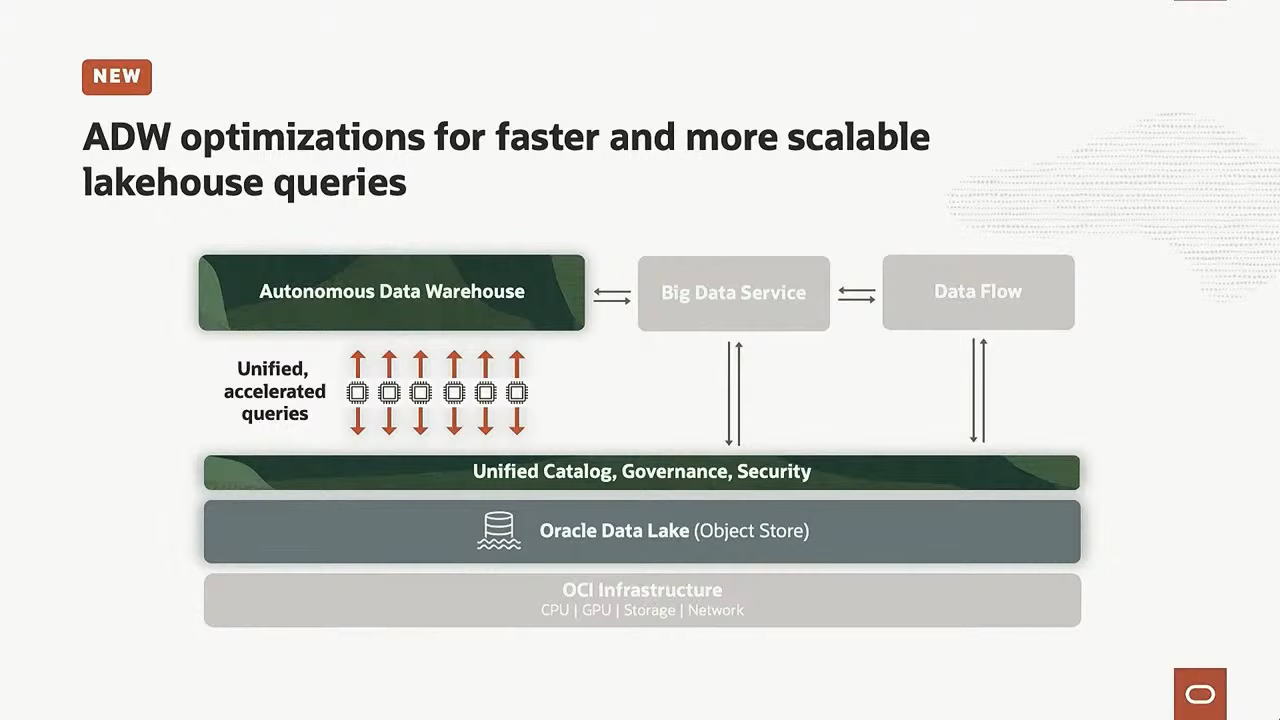 NEW
ADW optimizations for faster and more scalable
lakehouse queries
Autonomous Data Warehouse
Big Data Service
Data Flow
Unified,
accelerated
queries
Unified Catalog, Governance, Security
Oracle Data Lake (Object Store)
OCI Infrastructure
CPU | GPU | Storage | Network